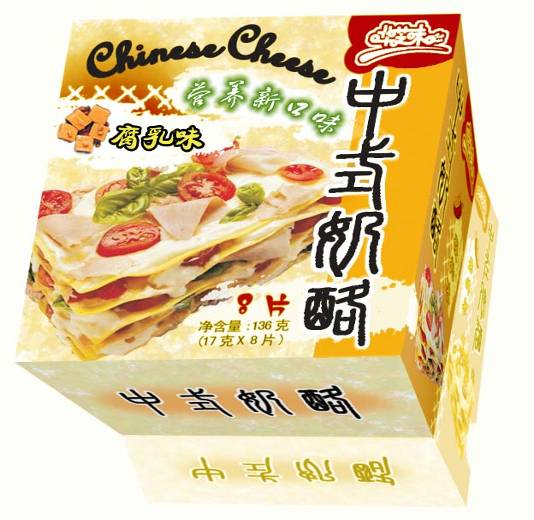 Chinese Cheese
营养新口味
腐乳味
中式奶酪
8片
净含量:136克
(17克X8片)
中式奶酪